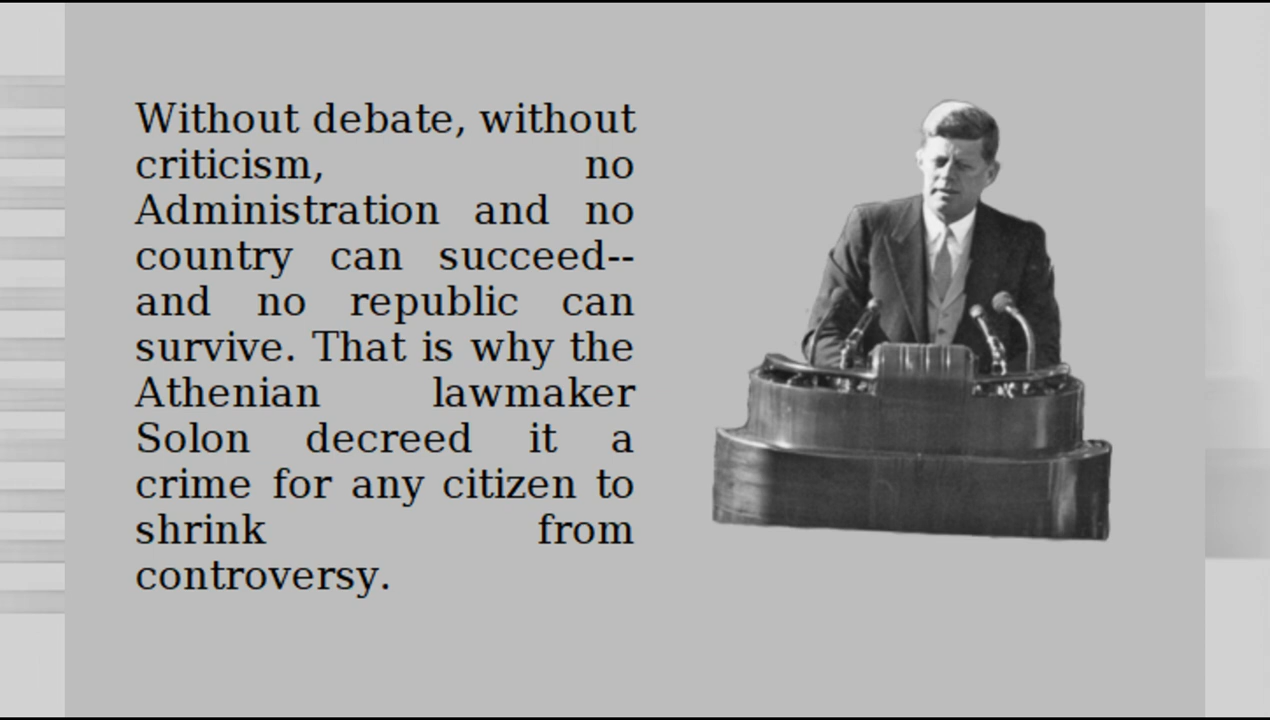 Without debate, without
criticism, no
Administration and no
country can succeed--
and no republic can
survive. That is why the
Athenian lawmaker
Solon decreed it a
crime for any citizen to
shrink from
controversy.